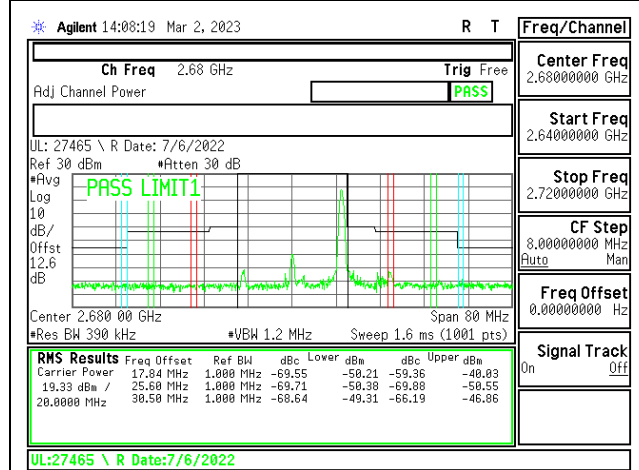 Agilent 14:08:19 Mar 2, 2023 R T
Freq/Channel
Ch Freq 2.68 GHz Trig Free
Adj Channel Power PASS
UL: 27465 \ R Date: 7/6/2022
Ref 30 dBm #Atten 30 dB
#Avg
Log
10
dB/
Offst
12.6
dB
PASS LIMIT1
Center 2.680 00 GHz Span 80 MHz
#Res BW 390 kHz #VBW 1.2 MHz Sweep 1.6 ms (1001 pts)
RMS Results Freq Offset Ref BW dBc Lower dBm dBc Upper dBm
Carrier Power 17.84 MHz 1.000 MHz -69.55 -50.21 -59.36 -40.03
19.33 dBm / 25.60 MHz 1.000 MHz -69.71 -50.38 -69.88 -50.55
20.0000 MHz 30.50 MHz 1.000 MHz -68.64 -49.31 -66.19 -46.86
UL:27465 \ R Date:7/6/2022
Center Freq
2.68000000 GHz
Start Freq
2.64000000 GHz
Stop Freq
2.72000000 GHz
CF Step
8.00000000 MHz
Auto Man
Freq Offset
0.00000000 Hz
Signal Track
On Off